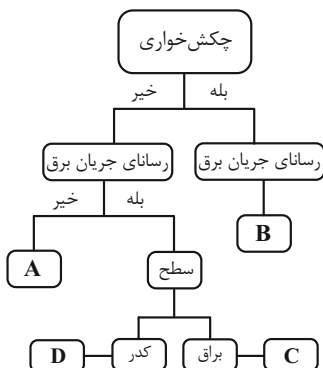 چکش‌خواری
بله
خیر
رسانای جریان برق
رسانای جریان برق
بله
خیر
B
A
سطح
براق
کدر
C
D